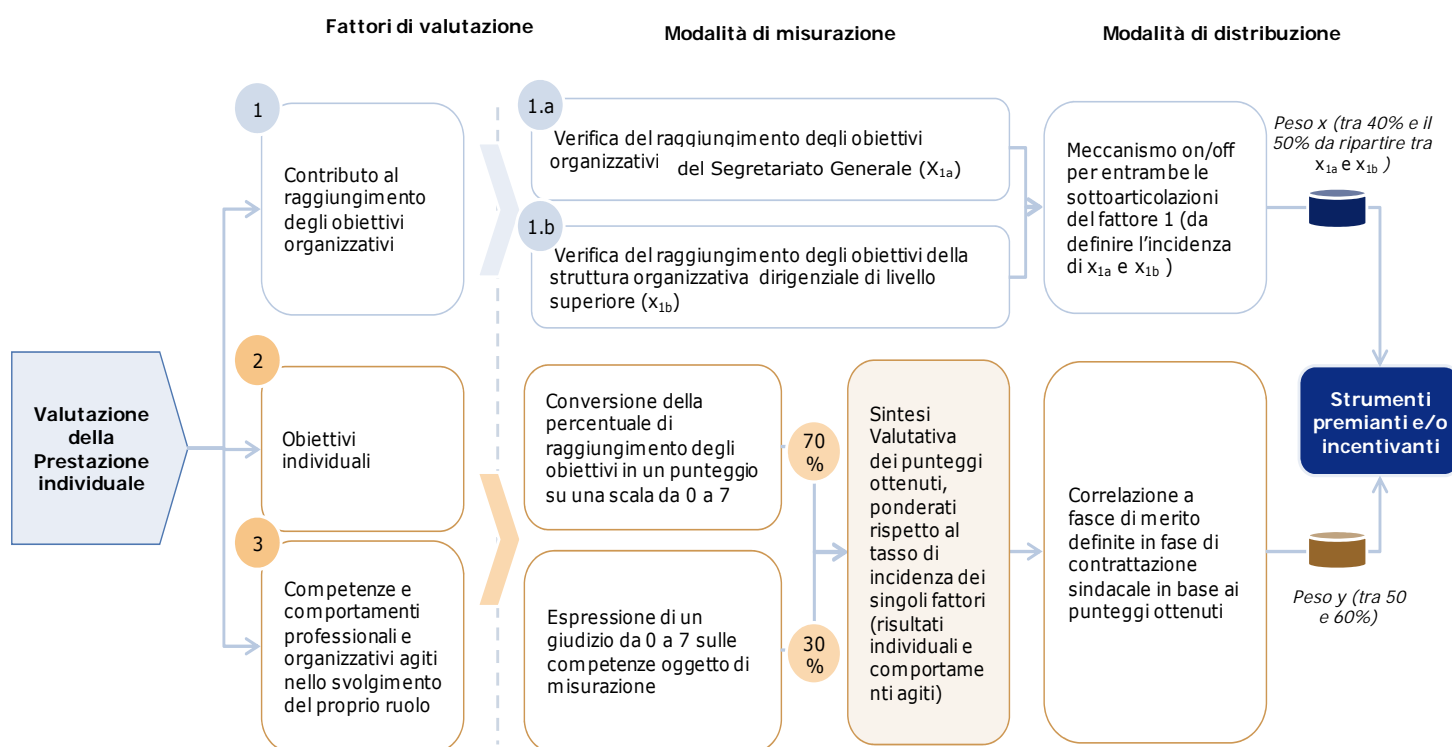 Fattori di valutazione
Modalità di misurazione
Modalità di distribuzione
Valutazione
della
Prestazione
individuale
1
Contributo al
raggiungimento
degli obiettivi
organizzativi
1.a
Verifica del raggiungimento degli obiettivi
organizzativi del Segretariato Generale (X1a)
1.b
Verifica del raggiungimento degli obiettivi della
struttura organizzativa dirigenziale di livello
superiore (x1b)
Meccanismo on/off
per entrambe le
sottoarticolazioni
del fattore 1 (da
definire l'incidenza
di x1a e x1b )
Peso x (tra 40% e il
50% da ripartire tra
x1a e x1b )
2
Obiettivi
individuali
3
Competenze e
comportamenti
professionali e
organizzativi agiti
nello svolgimento
del proprio ruolo
Conversione della
percentuale di
raggiungimento degli
obiettivi in un punteggio
su una scala da 0 a 7
70
%
Espressione di un
giudizio da 0 a 7 sulle
competenze oggetto di
misurazione
30
%
Sintesi
Valutativa
dei punteggi
ottenuti,
ponderati
rispetto al
tasso di
incidenza dei
singoli fattori
(risultati
individuali e
comportame
nti agiti)
Correlazione a
fasce di merito
definite in fase di
contrattazione
sindacale in base ai
punteggi ottenuti
Peso y (tra 50
e 60%)
Strumenti
premianti e/o
incentivanti